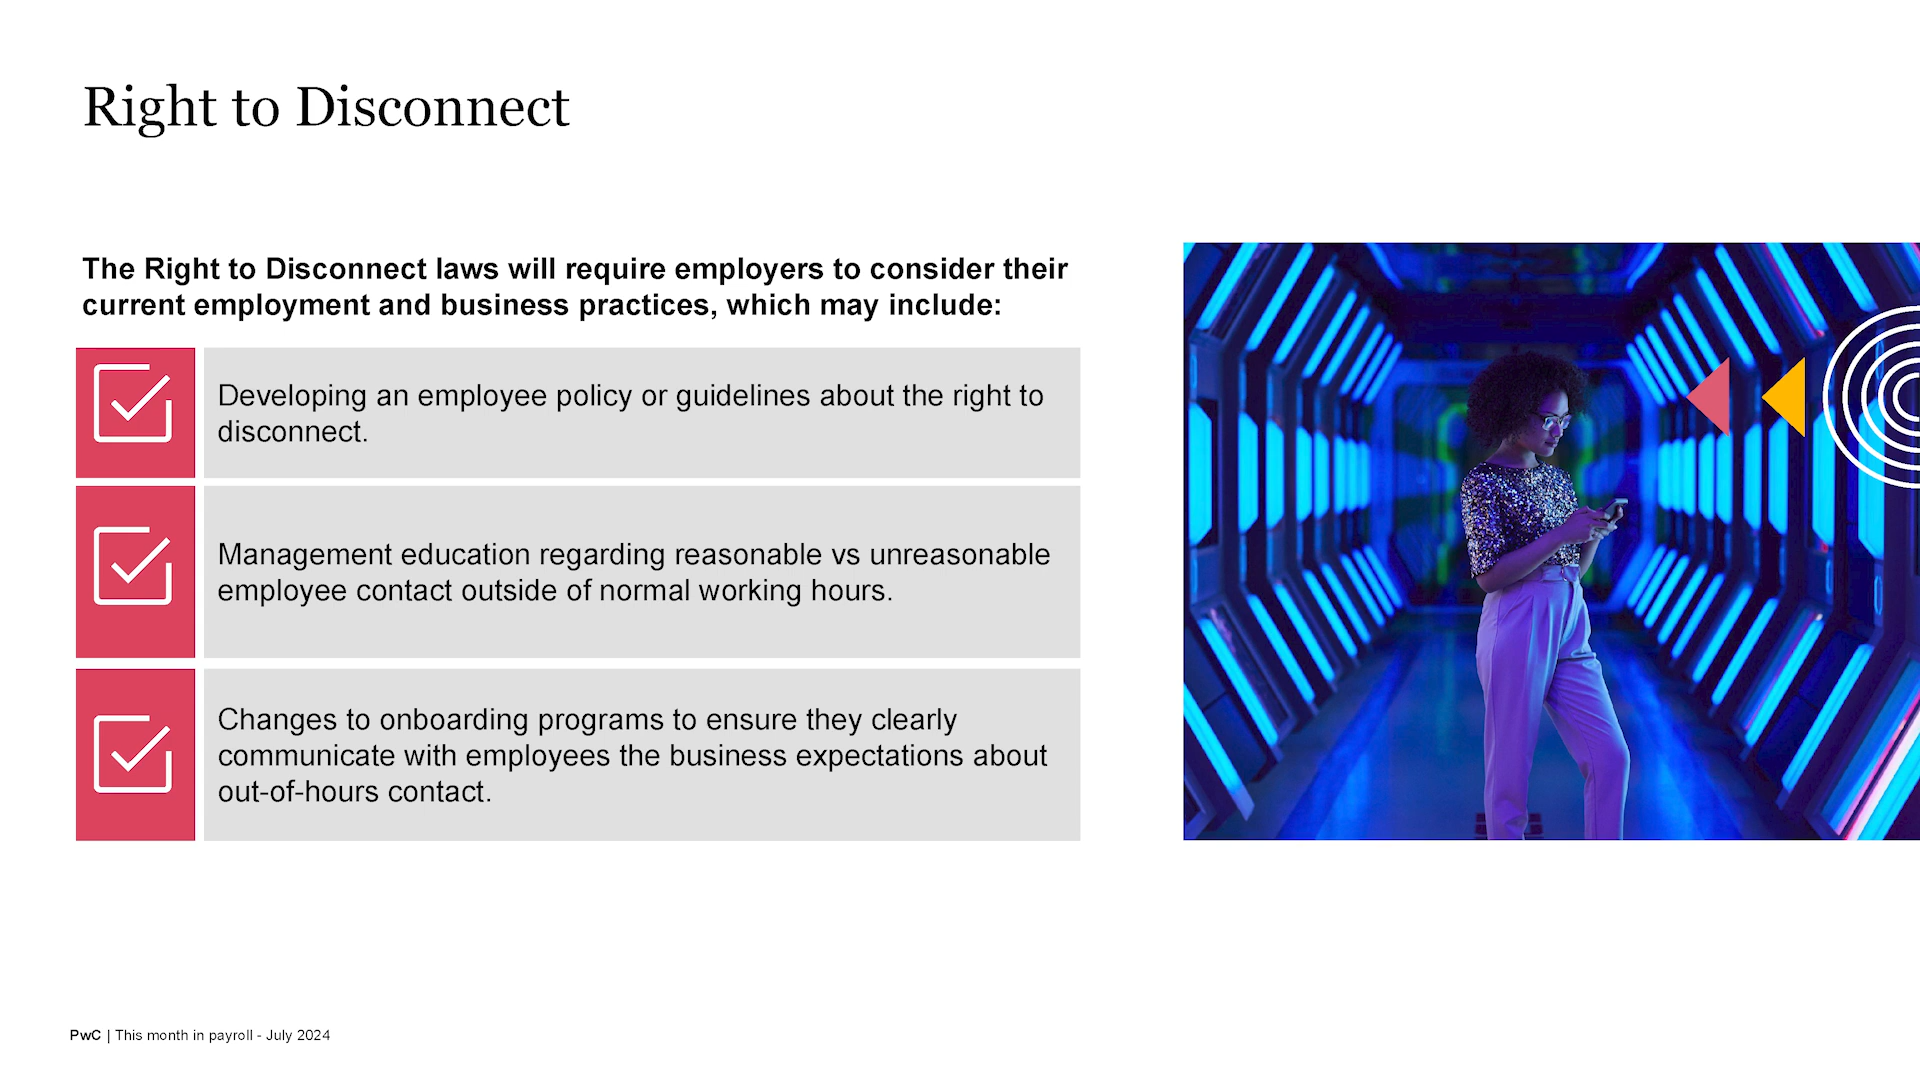 Right to Disconnect
The Right to Disconnect laws will require employers to consider their
current employment and business practices, which may include:
Developing an employee policy or guidelines about the right to
disconnect.
Management education regarding reasonable vs unreasonable
employee contact outside of normal working hours.
Changes to onboarding programs to ensure they clearly
communicate with employees the business expectations about
out-of-hours contact.
PwC | This month in payroll - July 2024